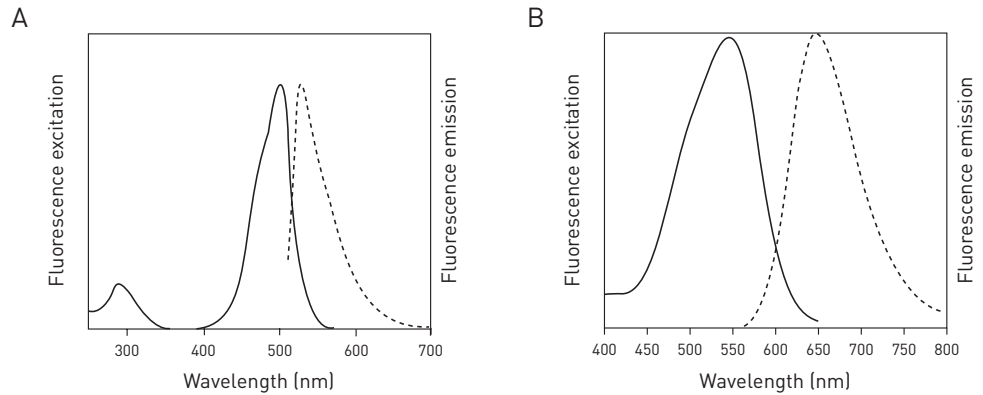 A
Fluorescence excitation
Fluorescence emission
300 400 500 600 700
Wavelength (nm)
B
Fluorescence excitation
Fluorescence emission
400 450 500 550 600 650 700 750 800
Wavelength (nm)